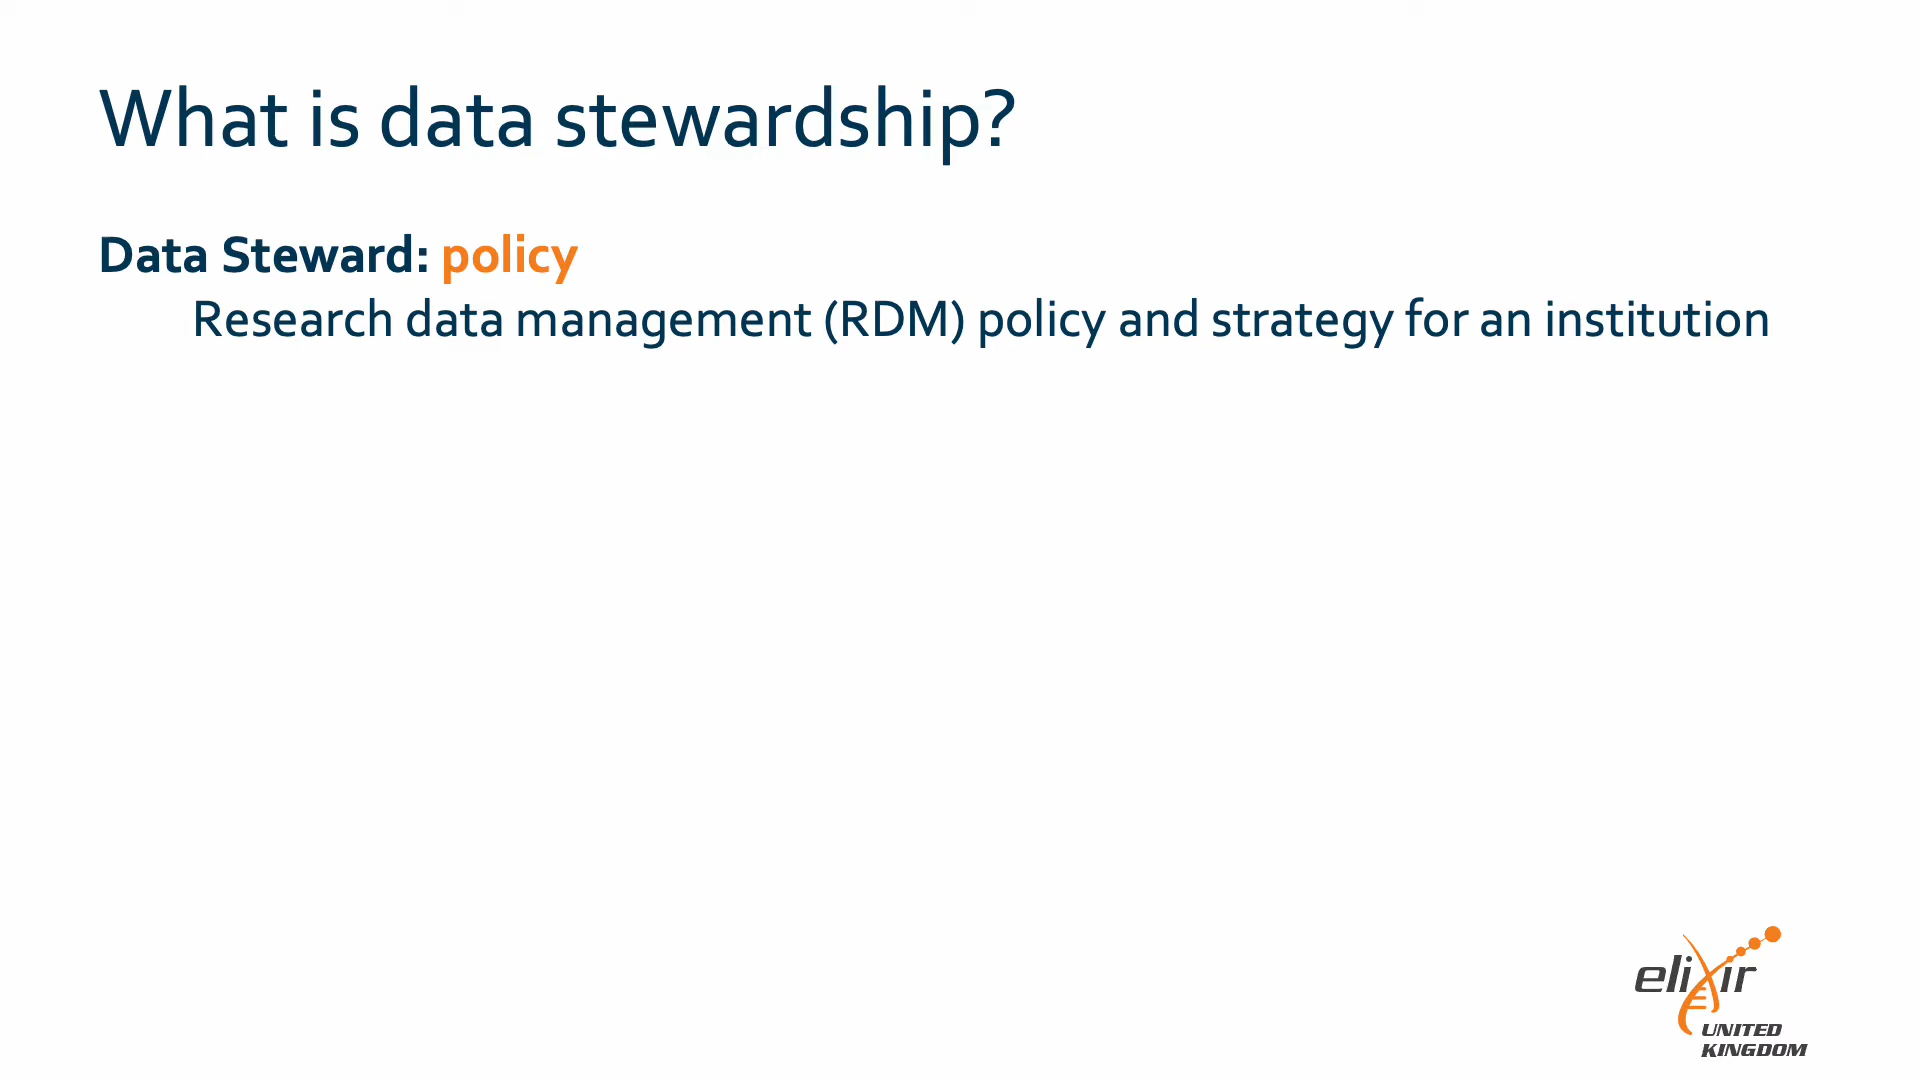 What is data stewardship?
Data Steward: policy
Research data management (RDM) policy and strategy for an institution
elixir
UNITED
KINGDOM